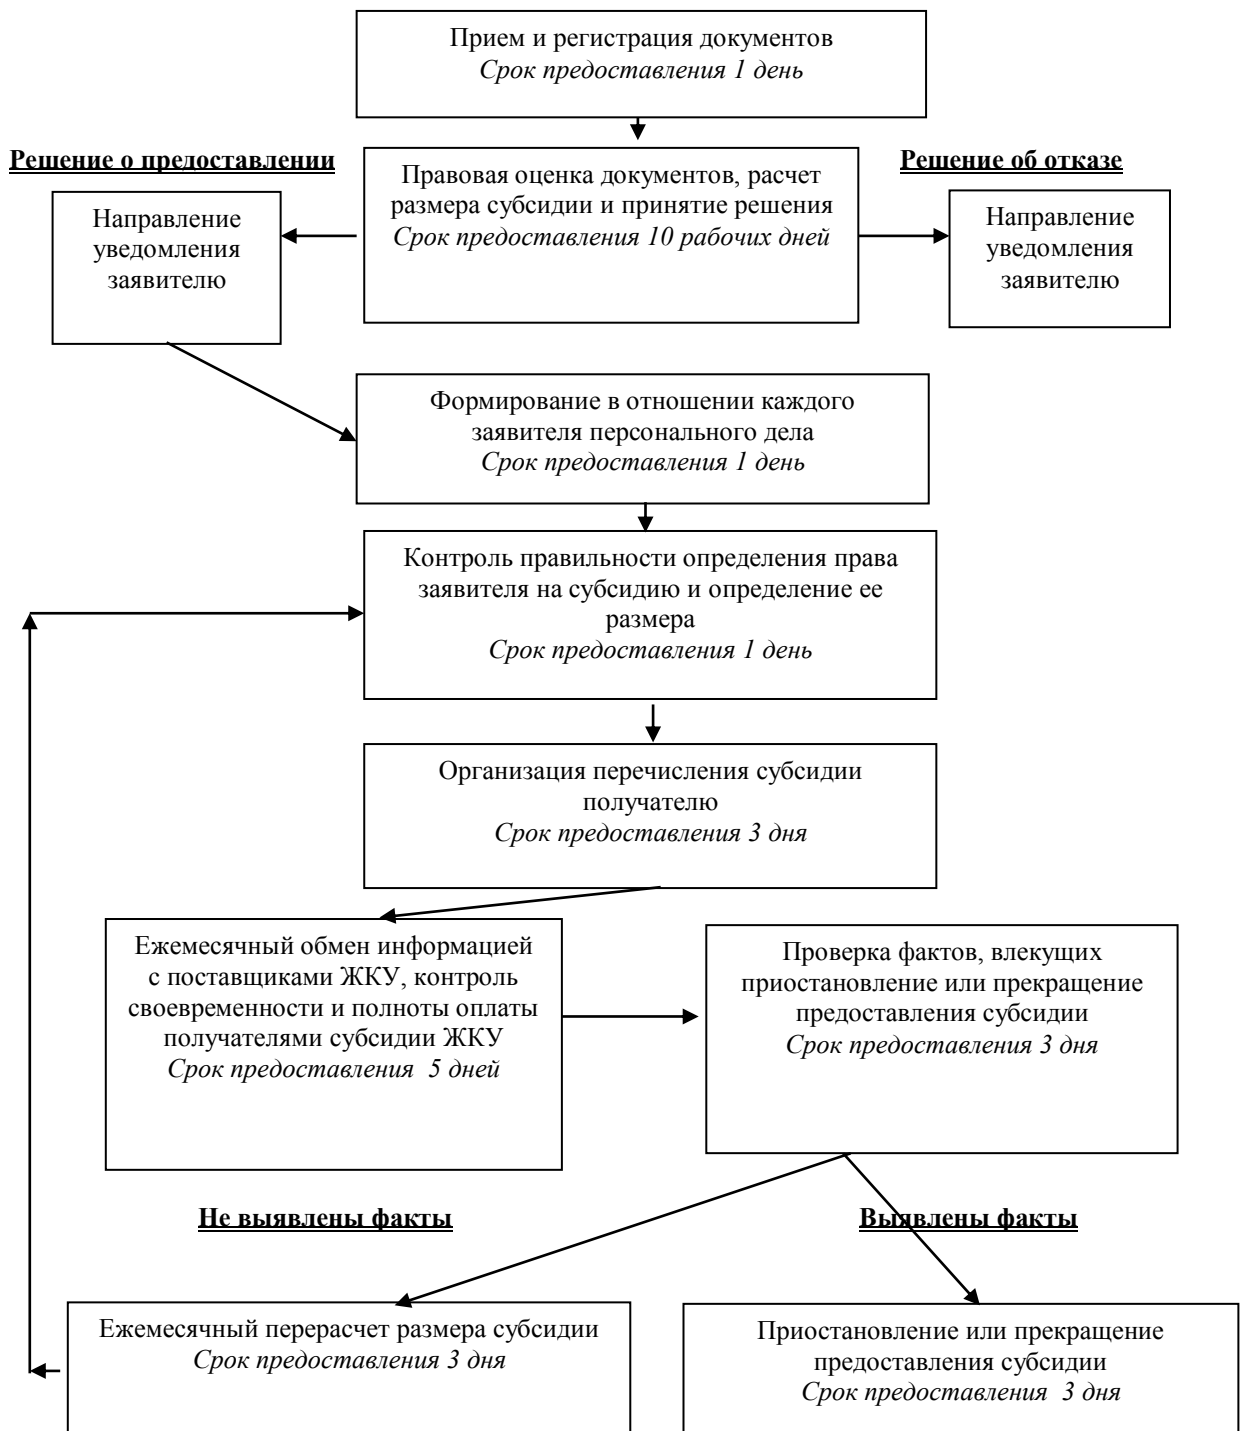 Прием и регистрация документов
Срок предоставления 1 день
Решение о предоставлении
Решение об отказе
Правовая оценка документов, расчет
размера субсидии и принятие решения
Срок предоставления 10 рабочих дней
Направление
уведомления
заявителю
Направление
уведомления
заявителю
Формирование в отношении каждого
заявителя персонального дела
Срок предоставления 1 день
Контроль правильности определения права
заявителя на субсидию и определение ее
размера
Срок предоставления 1 день
Организация перечисления субсидии
получателю
Срок предоставления 3 дня
Ежемесячный обмен информацией
с поставщиками ЖКУ, контроль
своевременности и полноты оплаты
получателями субсидии ЖКУ
Срок предоставления 5 дней
Проверка фактов, влекущих
приостановление или прекращение
предоставления субсидии
Срок предоставления 3 дня
Не выявлены факты
Выявлены факты
Ежемесячный перерасчет размера субсидии
Срок предоставления 3 дня
Приостановление или прекращение
предоставления субсидии
Срок предоставления 3 дня